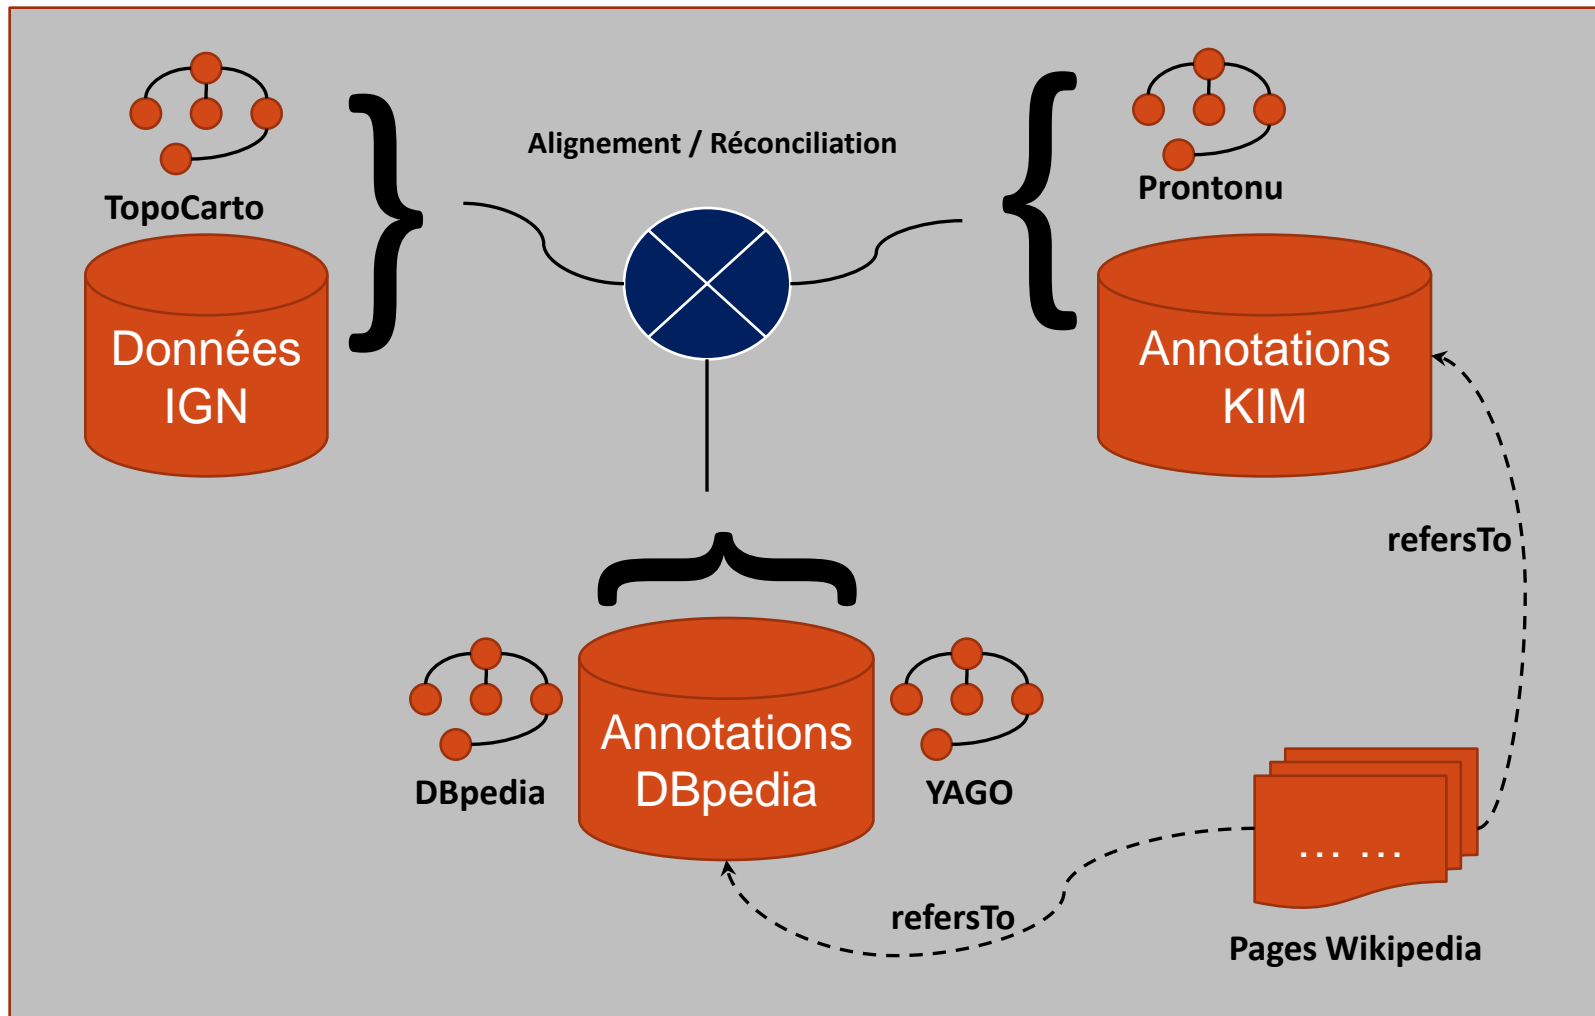 Alignement / Réconciliation
TopoCarto
Prontonu
Données
IGN
Annotations
KIM
refersTo
Annotations
DBpedia
DBpedia
YAGO
... ...
refersTo
Pages Wikipedia